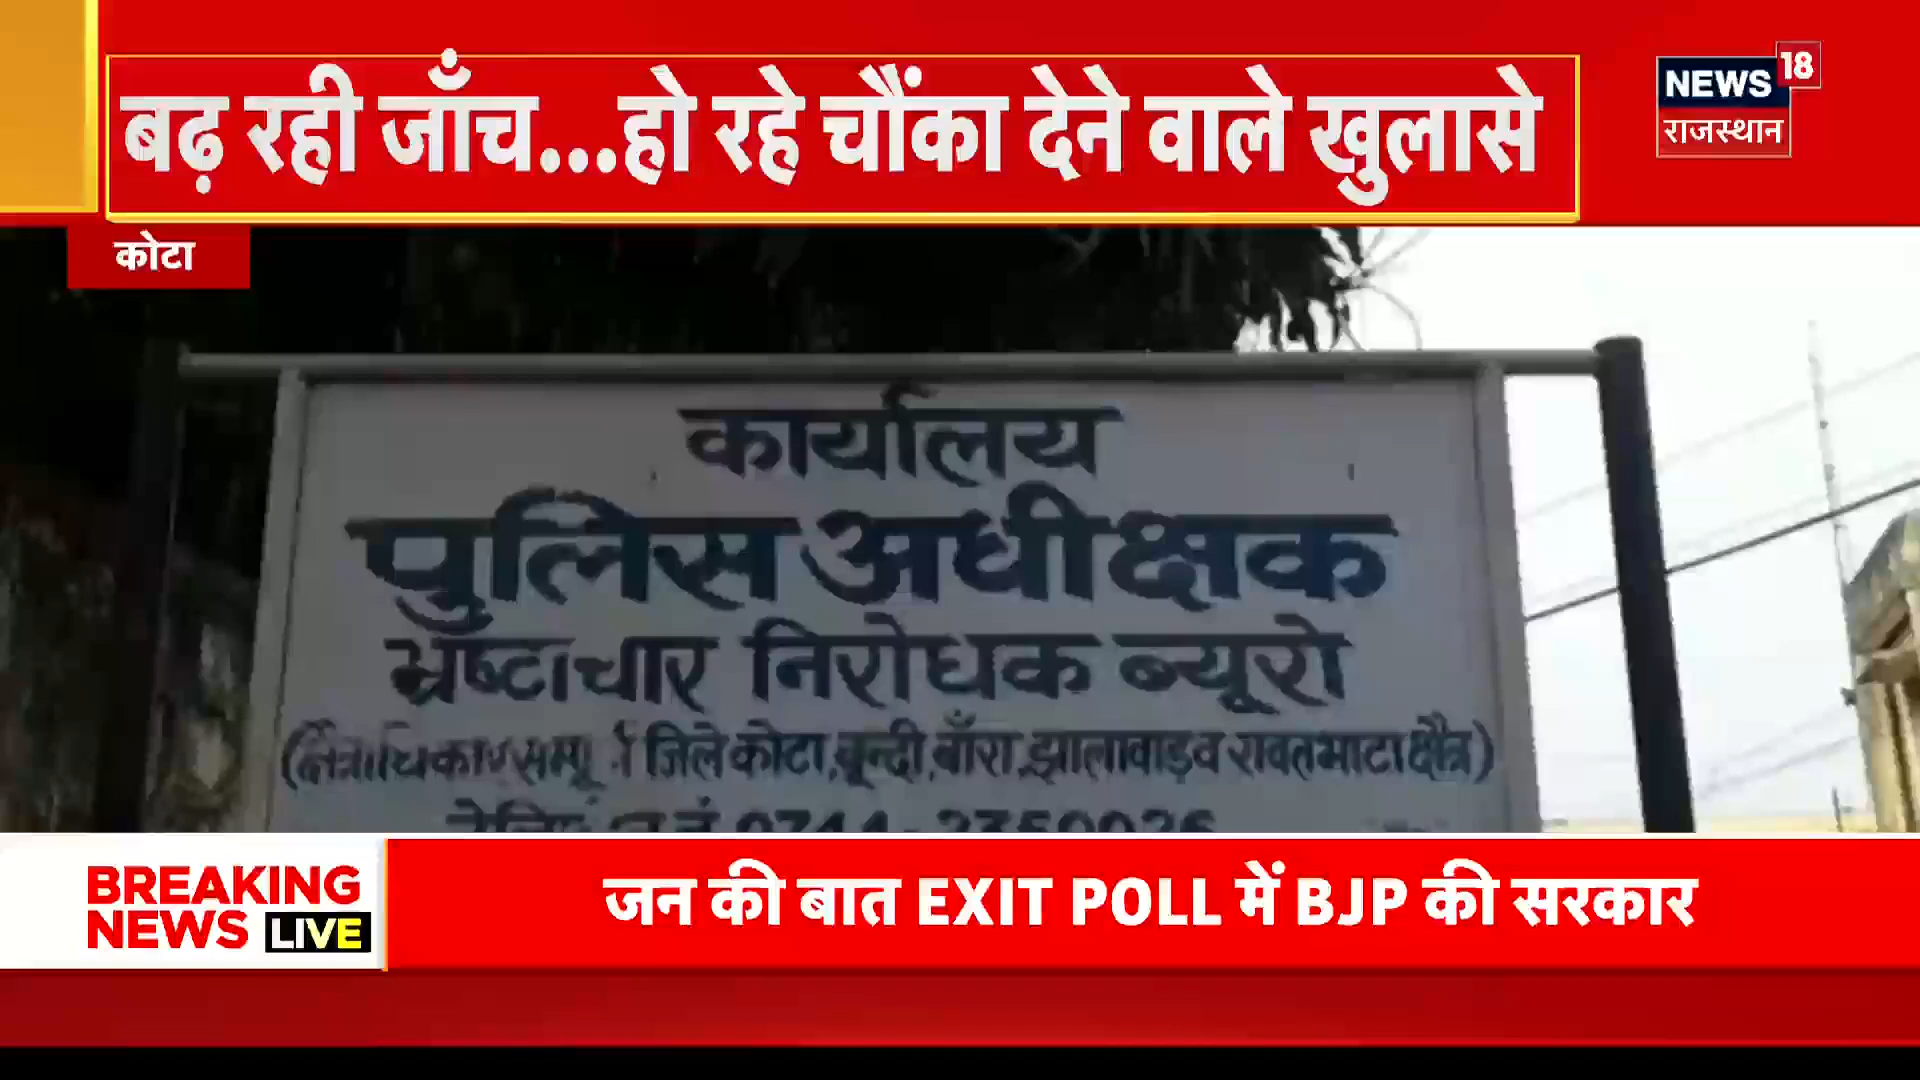 बढ़ रही जाँच...हो रहे चौंका देने वाले खुलासे
NEWS 18
राजस्थान
कोटा
कार्यालय
पुलिस अधीक्षक
भ्रष्टाचार निरोधक ब्यूरो
जिले कोटा,बून्दी,बाँरा,झालावाड़ व रावतभाटा क्षैत्र)
BREAKING
NEWS LIVE
जन की बात EXIT POLL में BJP की सरकार